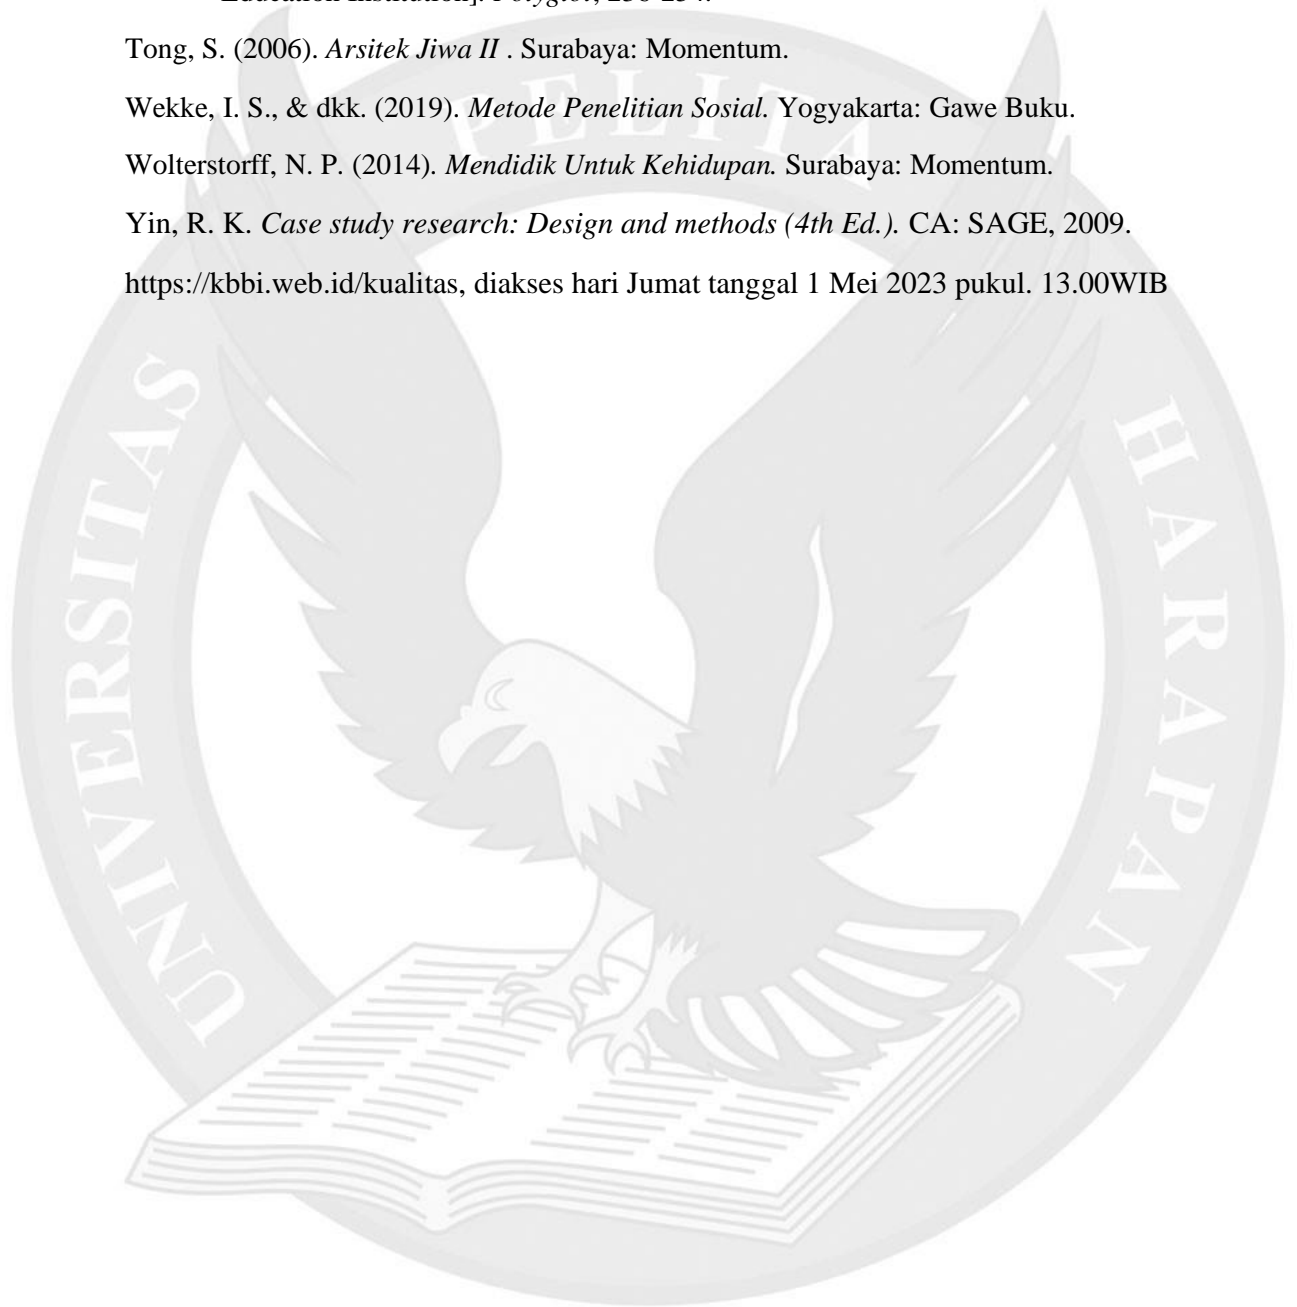 Tong, S. (2006). Arsitek Jiwa II . Surabaya: Momentum.
Wekke, I. S., & dkk. (2019). Metode Penelitian Sosial. Yogyakarta: Gawe Buku.
Wolterstorff, N. P. (2014). Mendidik Untuk Kehidupan. Surabaya: Momentum.
Yin, R. K. Case study research: Design and methods (4th Ed.). CA: SAGE, 2009.
https://kbbi.web.id/kualitas, diakses hari Jumat tanggal 1 Mei 2023 pukul. 13.00WIB
UNIVERSITAS PELITA HARAPAN